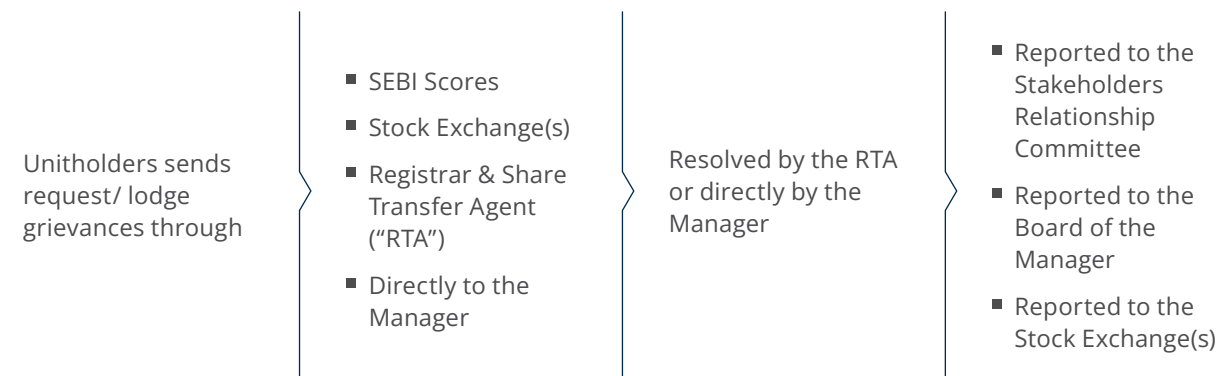 Unitholders sends
request/ lodge
grievances through
▪ SEBI Scores
▪ Stock Exchange(s)
▪ Registrar & Share
Transfer Agent
(“RTA”)
▪ Directly to the
Manager
Resolved by the RTA
or directly by the
Manager
▪ Reported to the
Stakeholders
Relationship
Committee
▪ Reported to the
Board of the
Manager
▪ Reported to the
Stock Exchange(s)